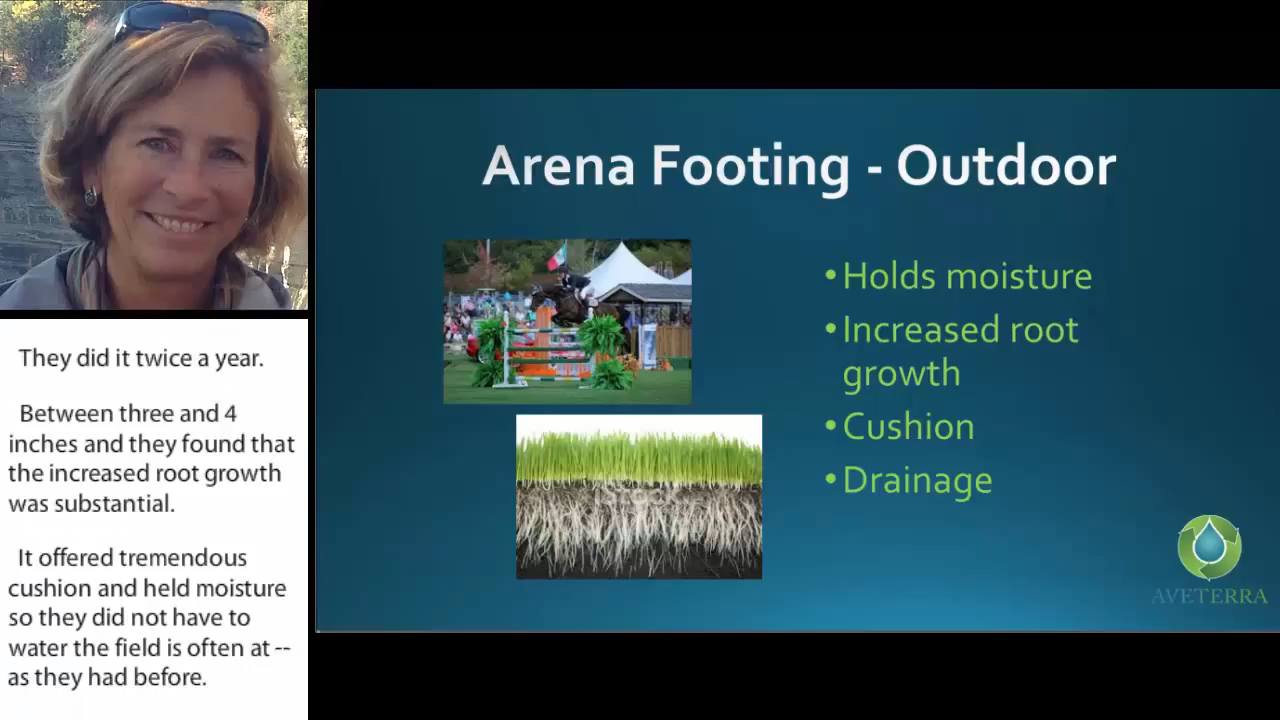 They did it twice a year.
Between three and 4
inches and they found that
the increased root growth
was substantial.
It offered tremendous
cushion and held moisture
so they did not have to
water the field is often at --
as they had before.
Arena Footing - Outdoor
•Holds moisture
•Increased root
growth
•Cushion
•Drainage
AVETERRA